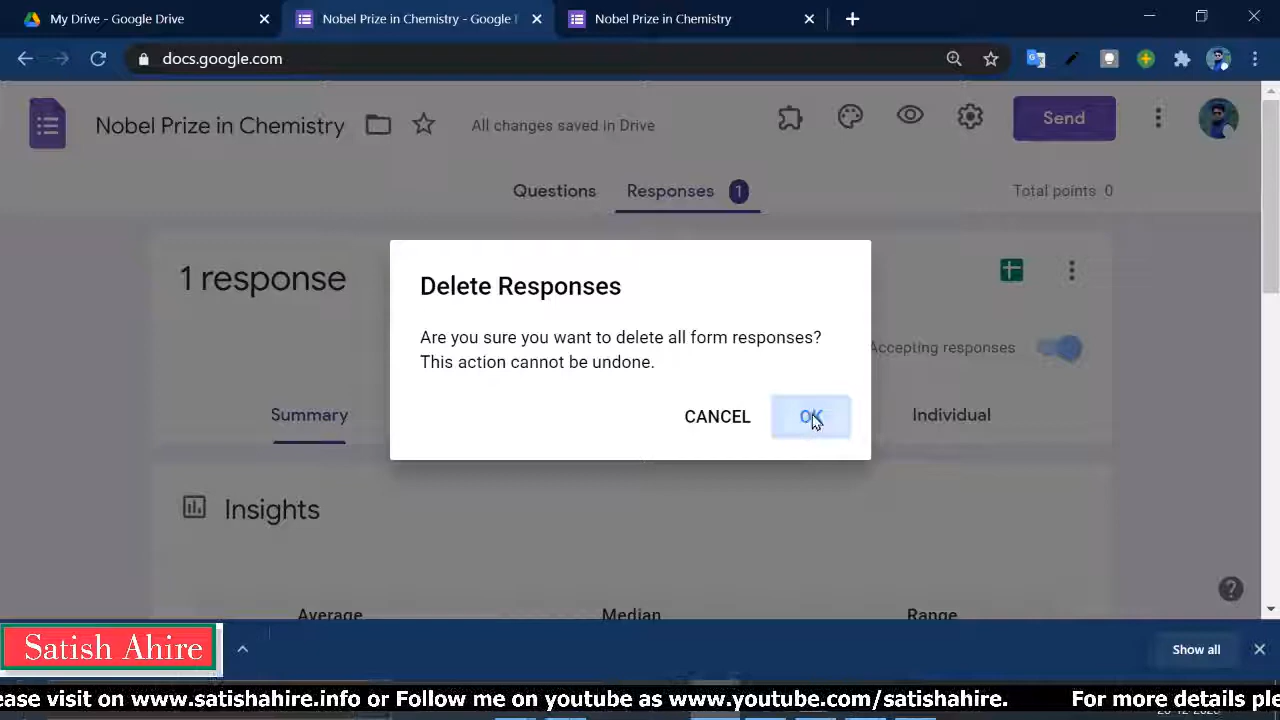 My Drive - Google Drive
Nobel Prize in Chemistry - Google
Nobel Prize in Chemistry
docs.google.com
Nobel Prize in Chemistry
All changes saved in Drive
Send
Questions
Responses 1
Total points 0
1 response
Accepting responses
Delete Responses
Are you sure you want to delete all form responses?
This action cannot be undone.
CANCEL
OK
Summary
Individual
Insights
Average
Median
Range
Satish Ahire
Show all
ease visit on www.satishahire.info or Follow me on youtube as www.youtube.com/satishahire. For more details ple